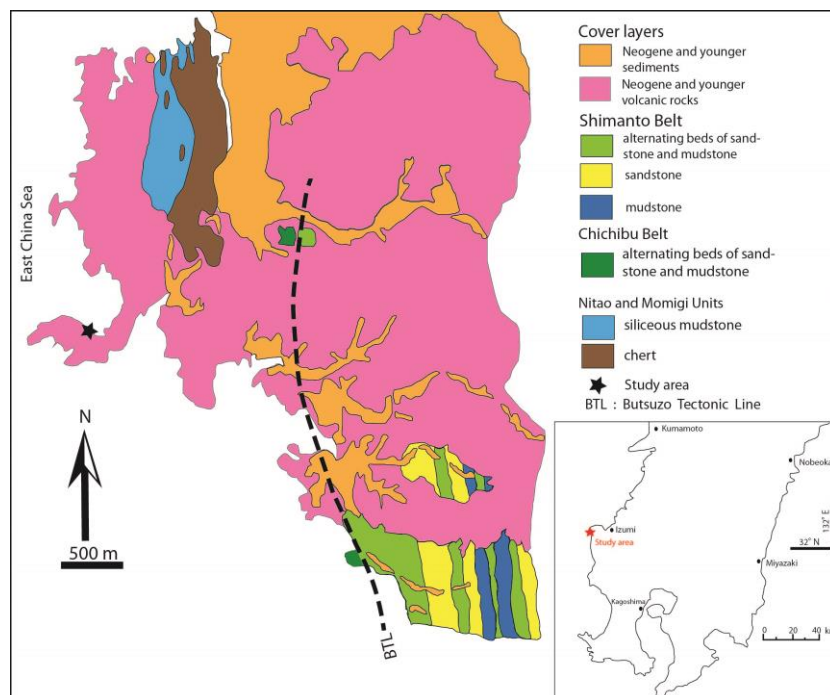 Cover layers
Neogene and younger
sediments
Neogene and younger
volcanic rocks
Shimanto Belt
alternating beds of sand-
stone and mudstone
sandstone
mudstone
Chichibu Belt
alternating beds of sand-
stone and mudstone
Nitao and Momigi Units
siliceous mudstone
chert
Study area
BTL : Butsuzo Tectonic Line
East China Sea
N
500 m
BTL
Kumamoto
Nobeoka
132° E
32° N
Izumi
Study area
Miyazaki
Kagoshima
0 20 40 km